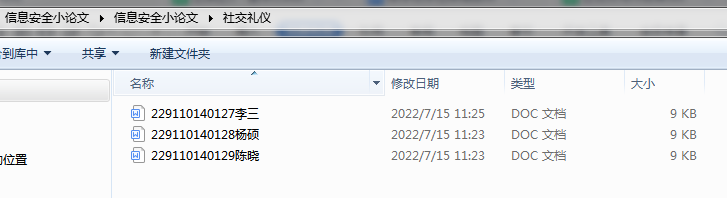 信息安全小论文 ▸ 信息安全小论文 ▸ 社交礼仪
到库中 ▼ 共享 ▼ 新建文件夹
名称 修改日期 类型 大小
229110140127李三 2022/7/15 11:25 DOC 文档 9 KB
229110140128杨硕 2022/7/15 11:23 DOC 文档 9 KB
229110140129陈晓 2022/7/15 11:23 DOC 文档 9 KB
的位置